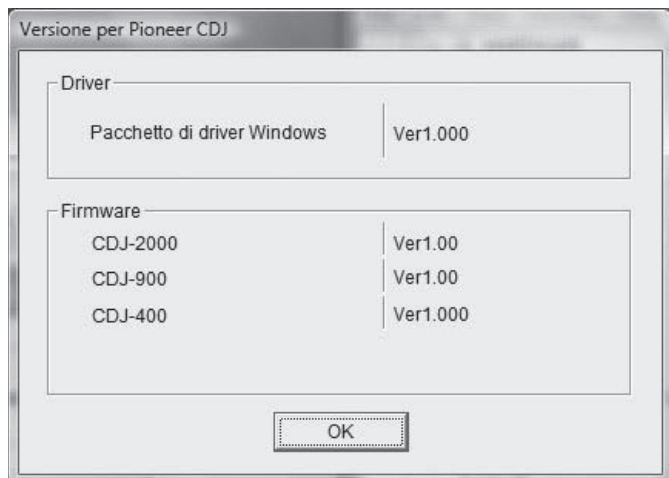 Versione per Pioneer CDJ
Driver
Pacchetto di driver Windows Ver1.000
Firmware
CDJ-2000 Ver1.00
CDJ-900 Ver1.00
CDJ-400 Ver1.000
OK